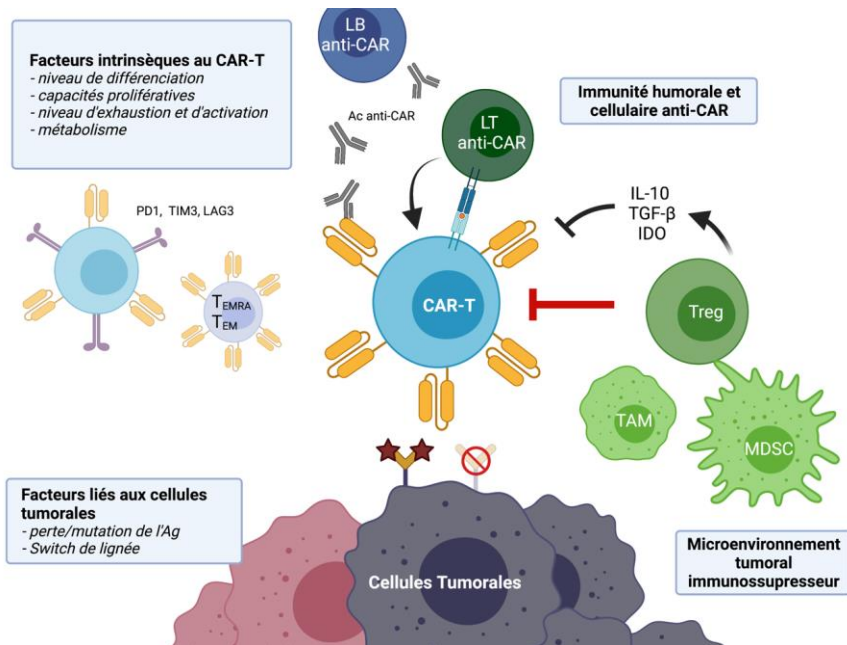 Facteurs intrinsèques au CAR-T
- niveau de différenciation
- capacités prolifératives
- niveau d'exhaustion et d'activation
- métabolisme
LB
anti-CAR
Ac anti-CAR
LT
anti-CAR
Immunité humorale et
cellulaire anti-CAR
PD1, TIM3, LAG3
TEMRA
TEM
CAR-T
IL-10
TGF-β
IDO
Treg
TAM
MDSC
Facteurs liés aux cellules
tumorales
- perte/mutation de l'Ag
- Switch de lignée
Cellules Tumorales
Microenvironnement
tumoral
immunossupresseur